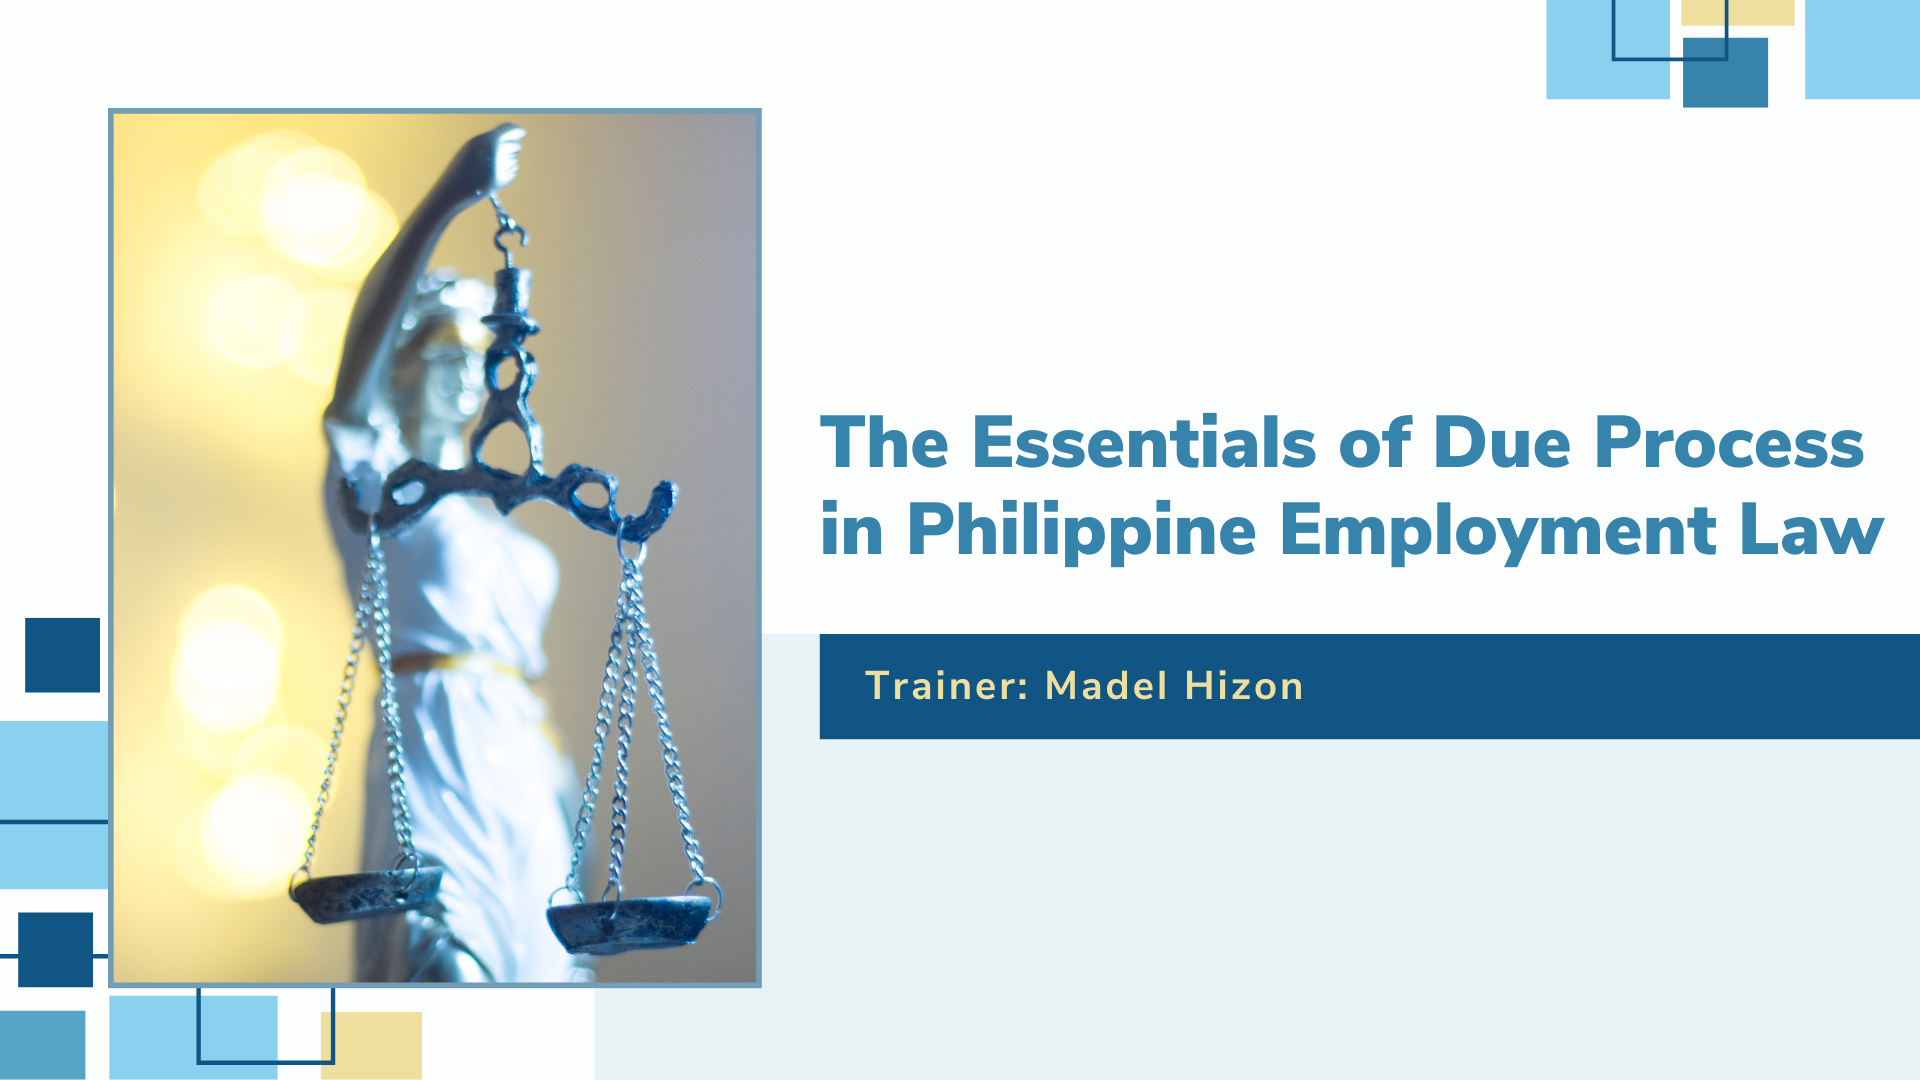 The Essentials of Due Process
in Philippine Employment Law
Trainer: Madel Hizon